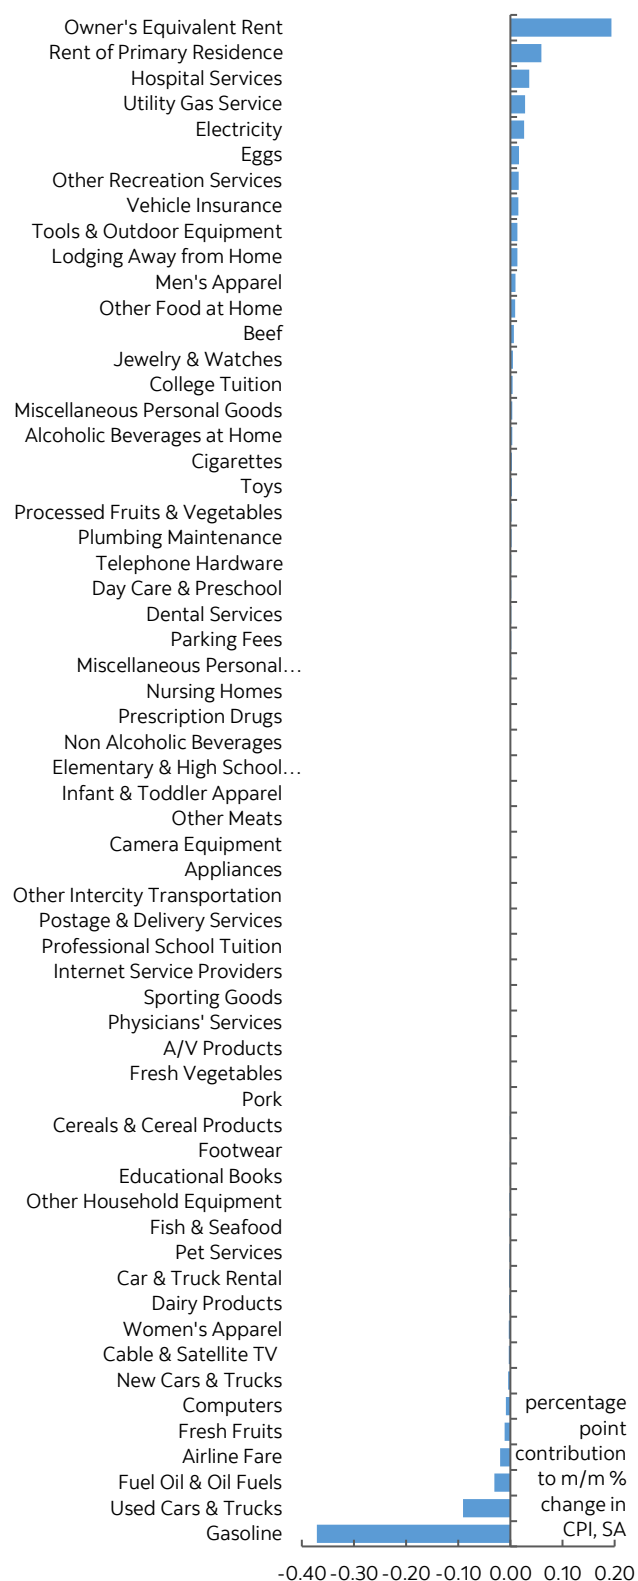 Owner's Equivalent Rent
Rent of Primary Residence
Hospital Services
Utility Gas Service
Electricity
Eggs
Other Recreation Services
Vehicle Insurance
Tools & Outdoor Equipment
Lodging Away from Home
Men's Apparel
Other Food at Home
Beef
Jewelry & Watches
College Tuition
Miscellaneous Personal Goods
Alcoholic Beverages at Home
Cigarettes
Toys
Processed Fruits & Vegetables
Plumbing Maintenance
Telephone Hardware
Day Care & Preschool
Dental Services
Parking Fees
Miscellaneous Personal…
Nursing Homes
Prescription Drugs
Non Alcoholic Beverages
Elementary & High School…
Infant & Toddler Apparel
Other Meats
Camera Equipment
Appliances
Other Intercity Transportation
Postage & Delivery Services
Professional School Tuition
Internet Service Providers
Sporting Goods
Physicians' Services
A/V Products
Fresh Vegetables
Pork
Cereals & Cereal Products
Footwear
Educational Books
Other Household Equipment
Fish & Seafood
Pet Services
Car & Truck Rental
Dairy Products
Women's Apparel
Cable & Satellite TV
New Cars & Trucks
Computers
Fresh Fruits
Airline Fare
Fuel Oil & Oil Fuels
Used Cars & Trucks
Gasoline
percentage
point
contribution
to m/m %
change in
CPI, SA
-0.40 -0.30 -0.20 -0.10 0.00 0.10 0.20